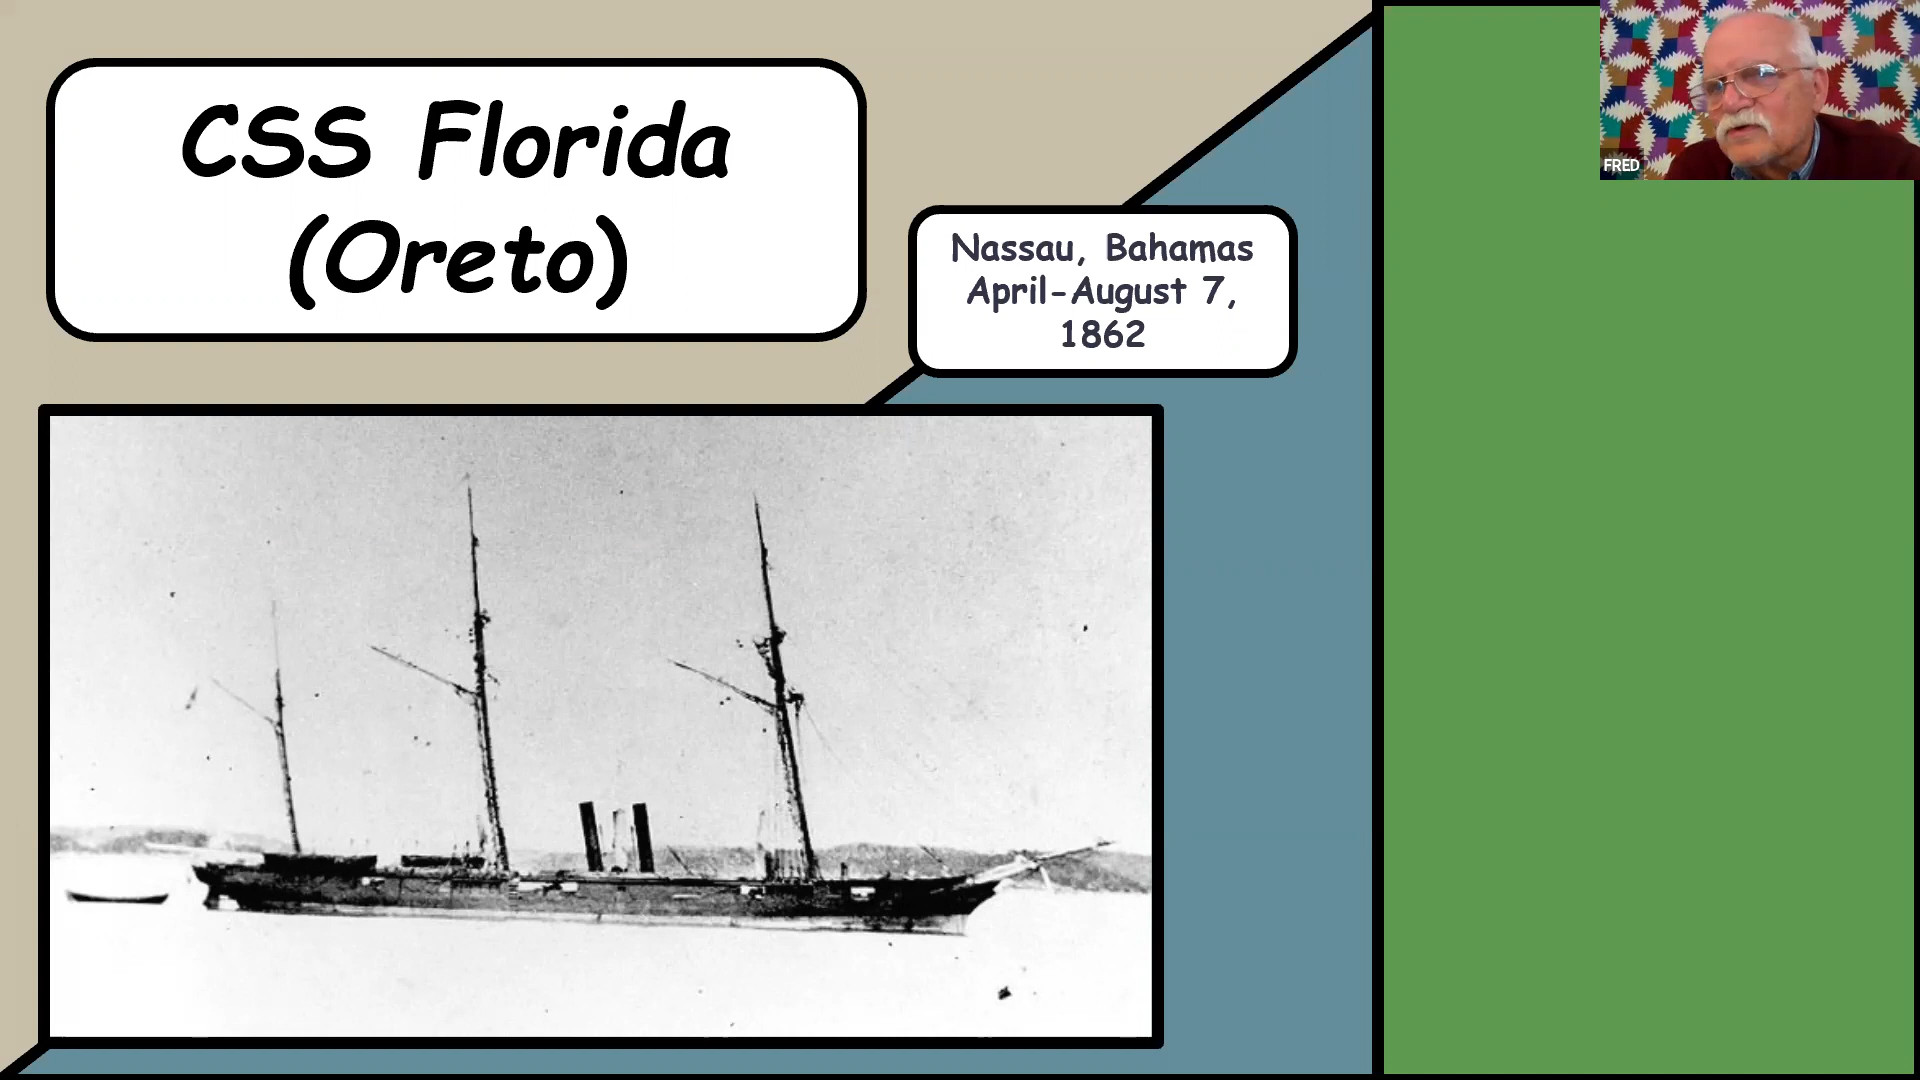 CSS Florida
(Oreto)
Nassau, Bahamas
April-August 7,
1862
FRED